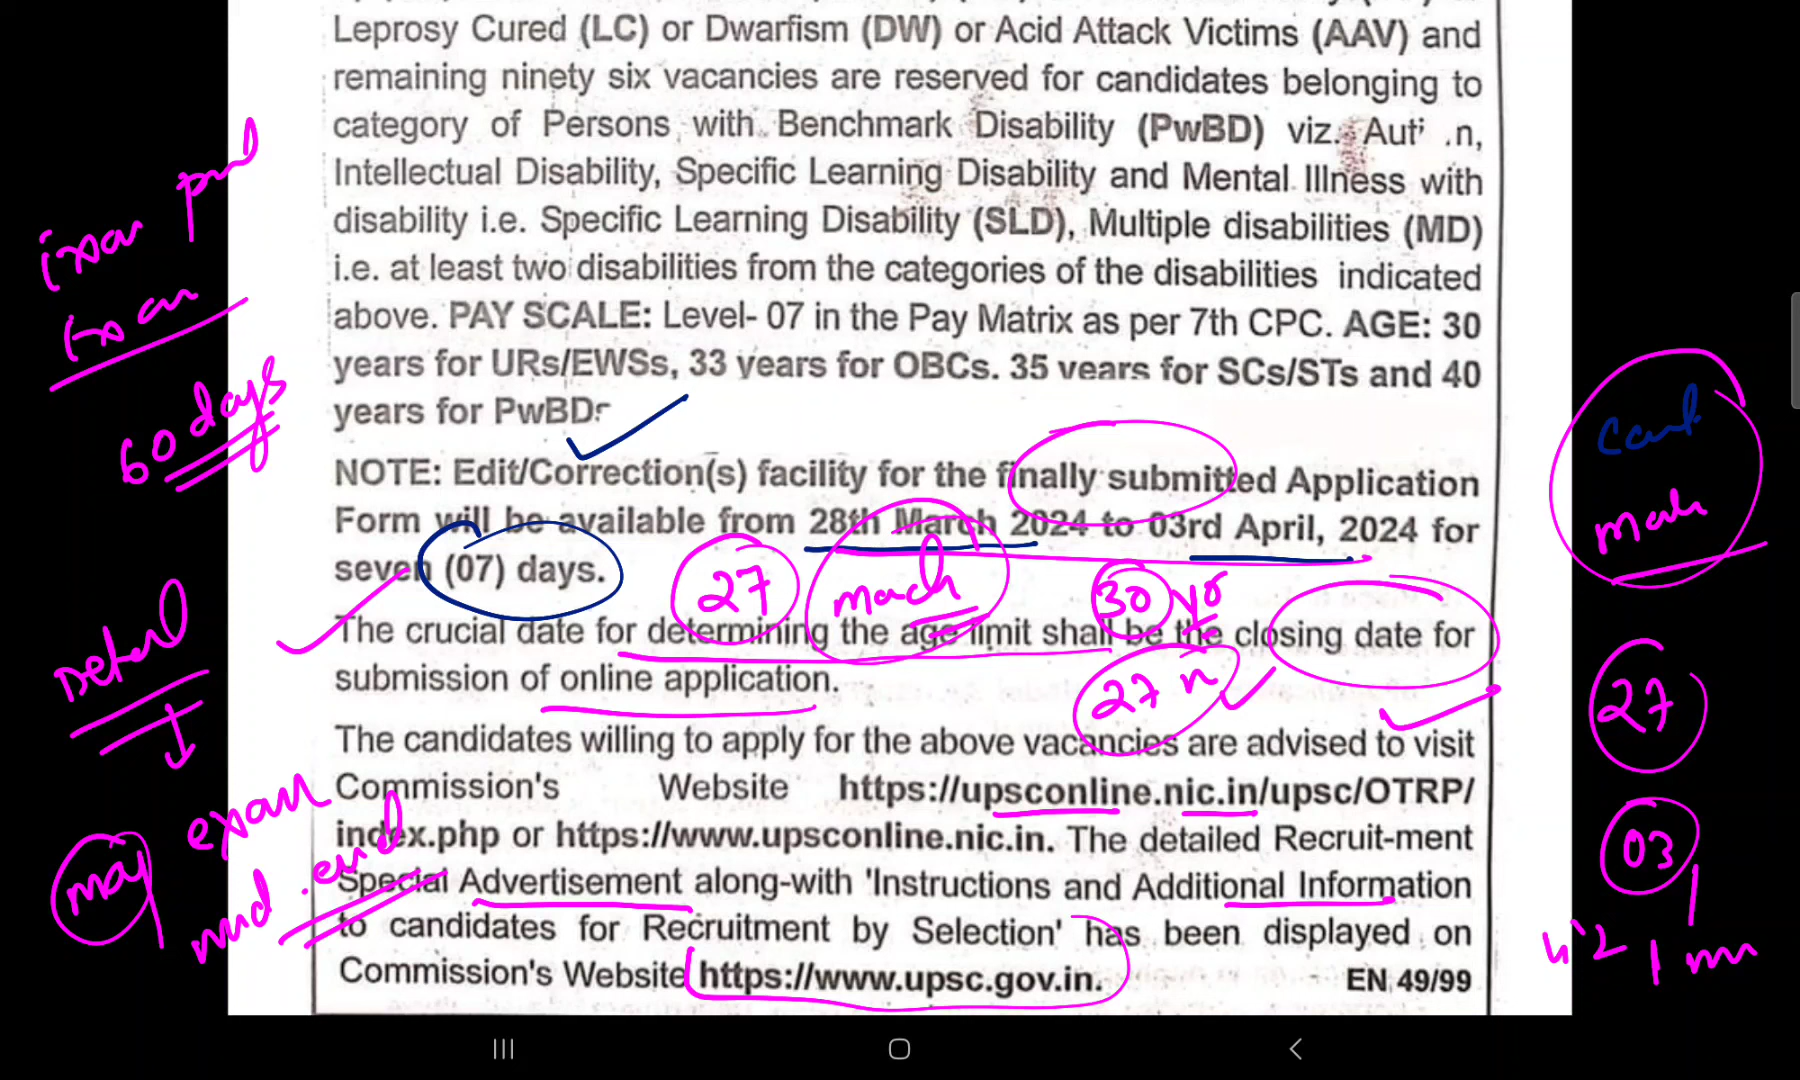 Leprosy Cured (LC) or Dwarfism (DW) or Acid Attack Victims (AAV) and
remaining ninety six vacancies are reserved for candidates belonging to
category of Persons with Benchmark Disability (PwBD) viz.
Intellectual Disability, Specific Learning Disability and Mental Illness with
disability i.e. Specific Learning Disability (SLD), Multiple disabilities (MD)
i.e. at least two disabilities from the categories of the disabilities indicated
above. PAY SCALE: Level- 07 in the Pay Matrix as per 7th CPC. AGE: 30
years for URs/EWSs, 33 years for OBCs. 35 years for SCs/STs and 40
years for PwBDs
NOTE: Edit/Correction(s) facility for the finally submitted Application
Form will be available from 28th March 2024 to 03rd April, 2024 for
seven (07) days.
The crucial date for determining the age limit shall be the closing date for
submission of online application.
The candidates willing to apply for the above vacancies are advised to visit
Commission's Website https://upsconline.nic.in/upsc/OTRP/
index.php or https://www.upsconline.nic.in. The detailed Recruit-ment
Special Advertisement along-with 'Instructions and Additional Information
to candidates for Recruitment by Selection' has been displayed on
Commission's Website https://www.upsc.gov.in. EN 49/99
60 days
27
30
27
exam
may
27
03